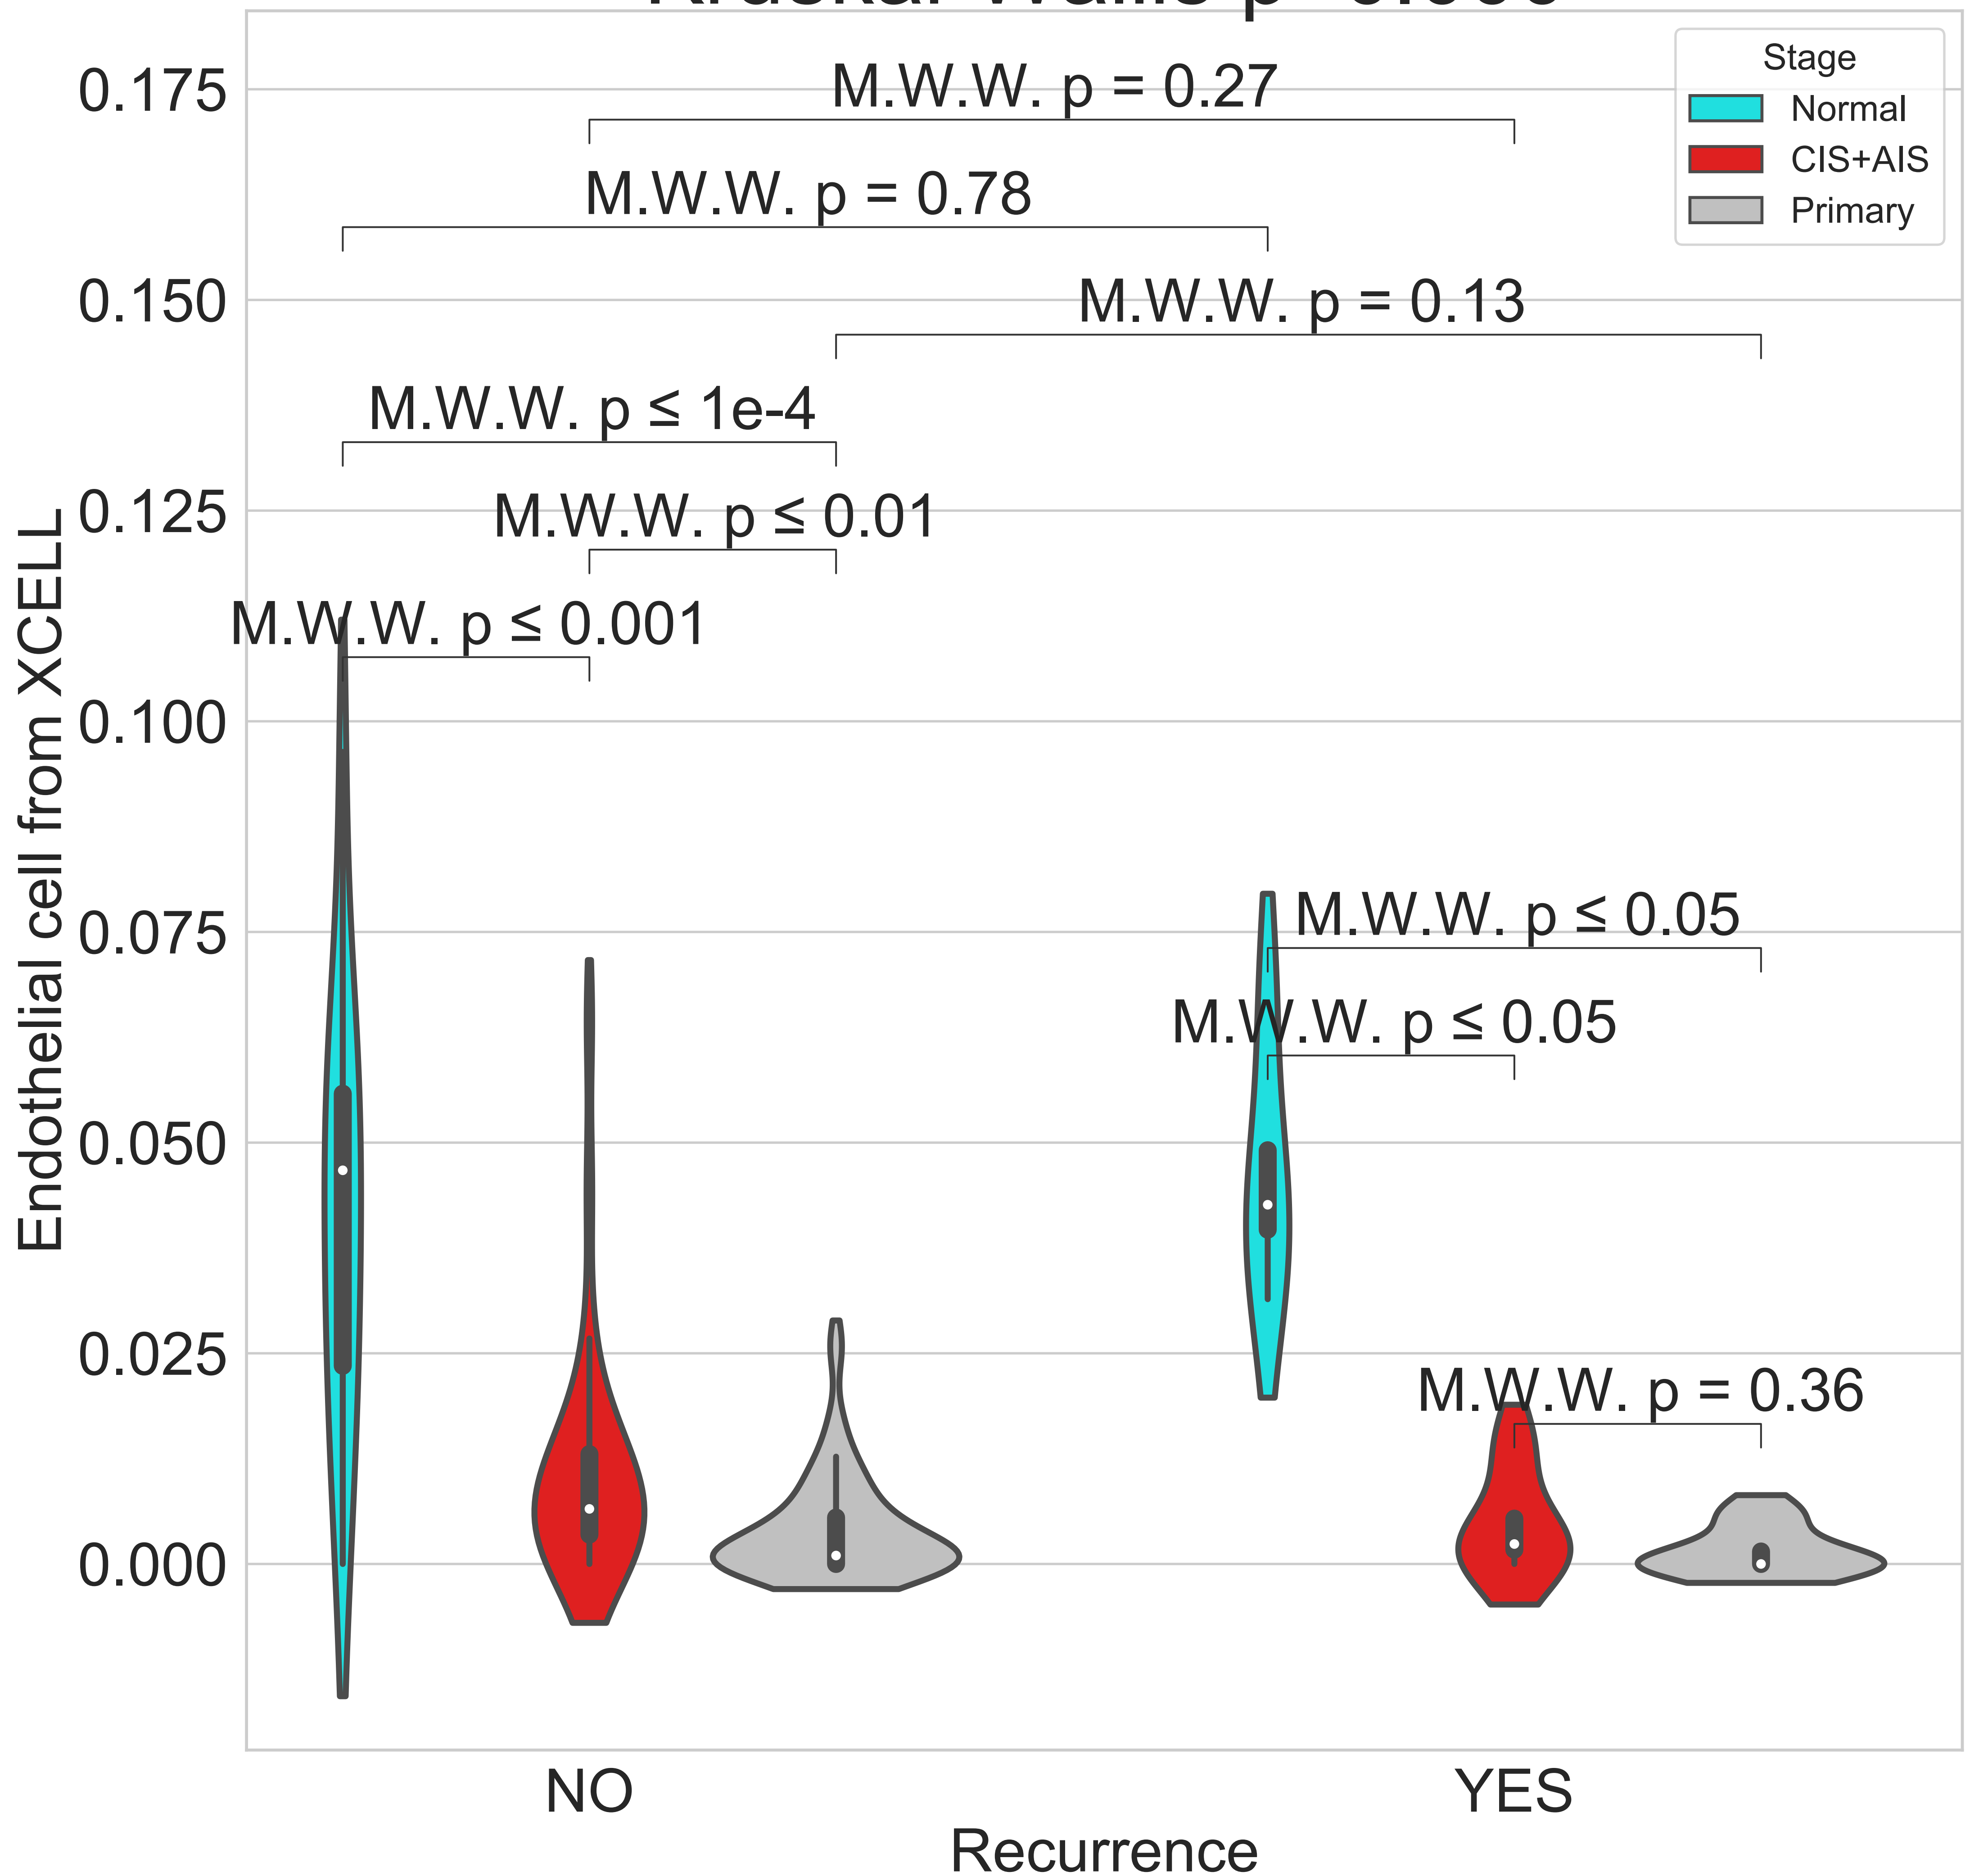 Stage
Normal
CIS+AIS
Primary
M.W.W. p = 0.27
M.W.W. p = 0.78
M.W.W. p = 0.13
M.W.W. p ≤ 1e-4
M.W.W. p ≤ 0.01
M.W.W. p ≤ 0.001
M.W.W. p ≤ 0.05
M.W.W. p ≤ 0.05
M.W.W. p = 0.36
0.175
0.150
0.125
0.100
0.075
0.050
0.025
0.000
Endothelial cell from XCELL
NO
YES
Recurrence